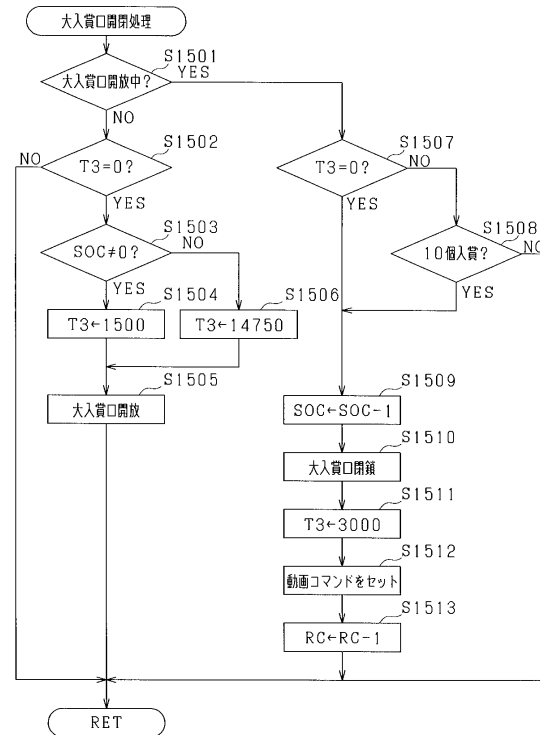 大入賞口開閉処理
S1501
大入賞口開放中?
YES
NO
S1502
NO
T3=0?
YES
S1503
SOC≠0?
NO
YES
S1504
T3←1500
S1506
T3←14750
S1505
大入賞口開放
S1507
T3=0?
NO
YES
S1508
10個入賞?
NO
YES
S1509
SOC←SOC-1
S1510
大入賞口閉鎖
S1511
T3←3000
S1512
動画コマンドをセット
S1513
RC←RC-1
RET